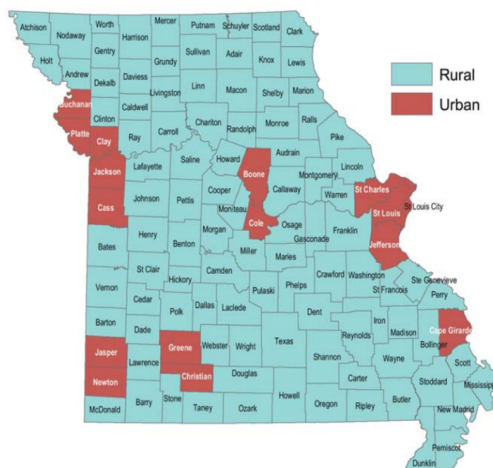 Atchison
Nodaway
Worth
Harrison
Mercer
Putnam
Schuyler
Scotland
Clark
Holt
Gentry
Sullivan
Adair
Knox
Lewis
Andrew
Dekalb
Daviess
Grundy
Linn
Macon
Shelby
Marion
Rural
Urban
Buchanan
Clinton
Caldwell
Livingston
Chariton
Randolph
Monroe
Ralls
Platte
Clay
Ray
Carroll
Pike
Jackson
Lafayette
Saline
Howard
Boone
Audrain
Lincoln
Montgomery
Warren
St Charles
St Louis City
Cass
Johnson
Pettis
Cooper
Moniteau
Cole
Callaway
Osage
Gasconade
Franklin
St Louis
Jefferson
Bates
Henry
Benton
Morgan
Miller
Maries
Vernon
St Clair
Hickory
Camden
Pulaski
Phelps
Crawford
Washington
St Francois
Ste Genevieve
Perry
Barton
Cedar
Polk
Dallas
Laclede
Dent
Iron
Madison
Cape Girarde
Bollinger
Jasper
Dade
Greene
Webster
Wright
Texas
Shannon
Reynolds
Wayne
Scott
Newton
Lawrence
Christian
Douglas
Carter
Stoddard
Mississippi
McDonald
Barry
Stone
Taney
Ozark
Howell
Oregon
Ripley
Butler
New Madrid
Pemiscot
Dunklin